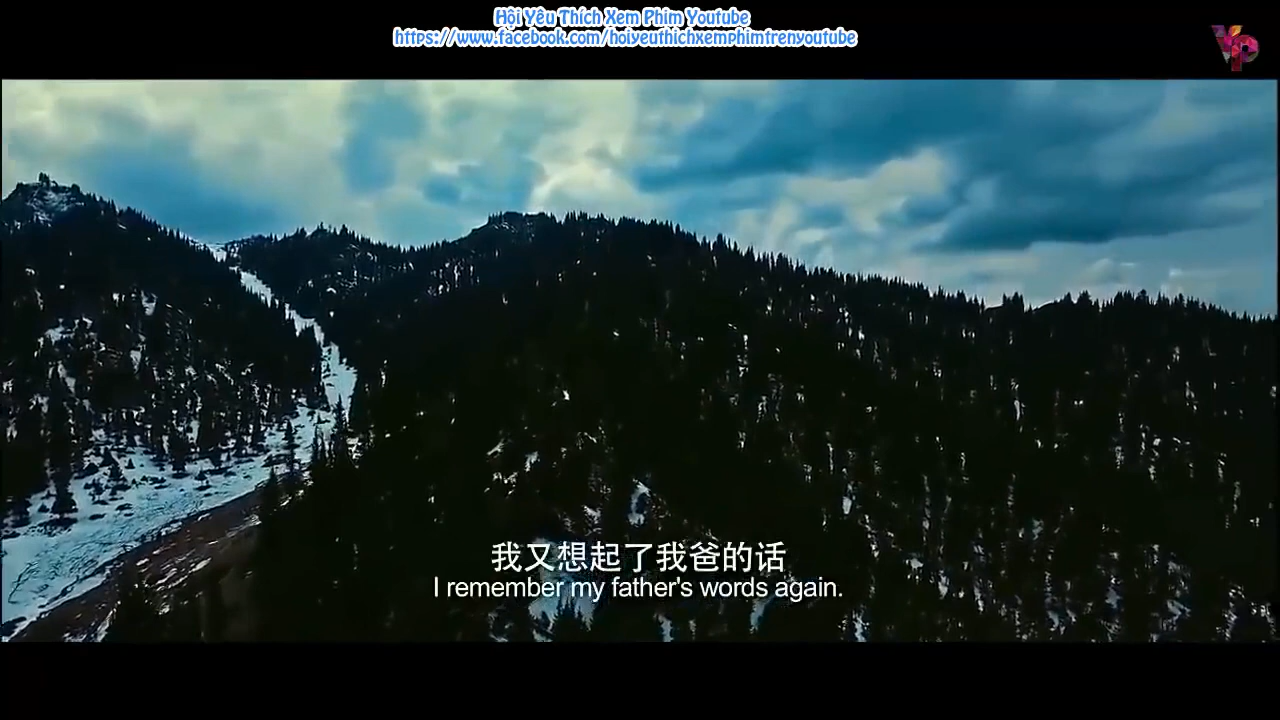 Hội Yêu Thích Xem Phim Youtube
https://www.facebook.com/hoiyeuthichxemphimtrenyoutube
VP
我又想起了我爸的话
I remember my father's words again.